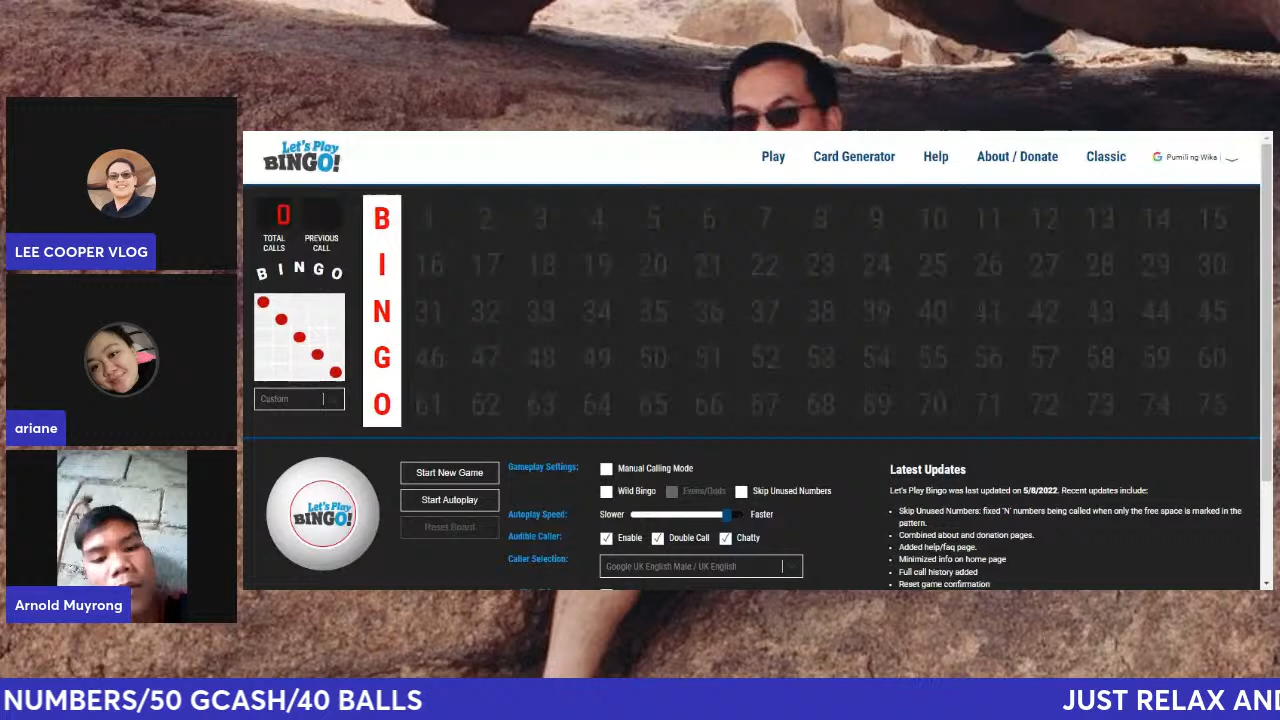 LEE COOPER VLOG
ariane
Arnold Muyrong
Let's Play
BINGO!
Play
Card Generator
Help
About / Donate
Classic
Pumili ng Wika
0
TOTAL CALLS
PREVIOUS CALL
B I N G O
Custom
B 1 2 3 4 5 6 7 8 9 10 11 12 13 14 15
I 16 17 18 19 20 21 22 23 24 25 26 27 28 29 30
N 31 32 33 34 35 36 37 38 39 40 41 42 43 44 45
G 46 47 48 49 50 51 52 53 54 55 56 57 58 59 60
O 61 62 63 64 65 66 67 68 69 70 71 72 73 74 75
Let's Play
BINGO!
Start New Game
Start Autoplay
Reset Board
Gameplay Settings:
Manual Calling Mode
Wild Bingo
Evens/Odds
Skip Unused Numbers
Autoplay Speed:
Slower
Faster
Audible Caller:
Enable
Double Call
Chatty
Caller Selection:
Google UK English Male / UK English
Latest Updates
Let's Play Bingo was last updated on 5/8/2022. Recent updates include:
Skip Unused Numbers: fixed 'N' numbers being called when only the free space is marked in the
pattern.
Combined about and donation pages.
Added help/faq page.
Minimized info on home page
Full call history added
Reset game confirmation
NUMBERS/50 GCASH/40 BALLS
JUST RELAX AND